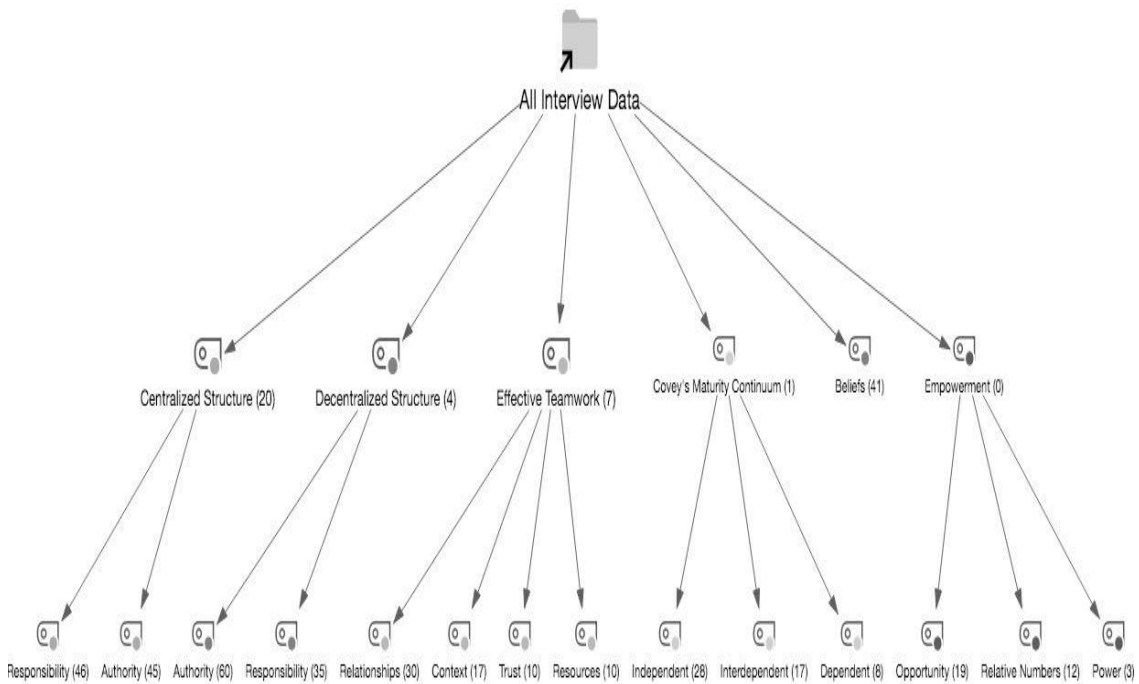 All Interview Data
Centralized Structure (20)
Decentralized Structure (4)
Effective Teamwork (7)
Covey's Maturity Continuum (1)
Beliefs (41)
Empowerment (0)
Responsibility (46)
Authority (45)
Authority (60)
Responsibility (35)
Relationships (30)
Context (17)
Trust (10)
Resources (10)
Independent (28)
Interdependent (17)
Dependent (8)
Opportunity (19)
Relative Numbers (12)
Power (3)